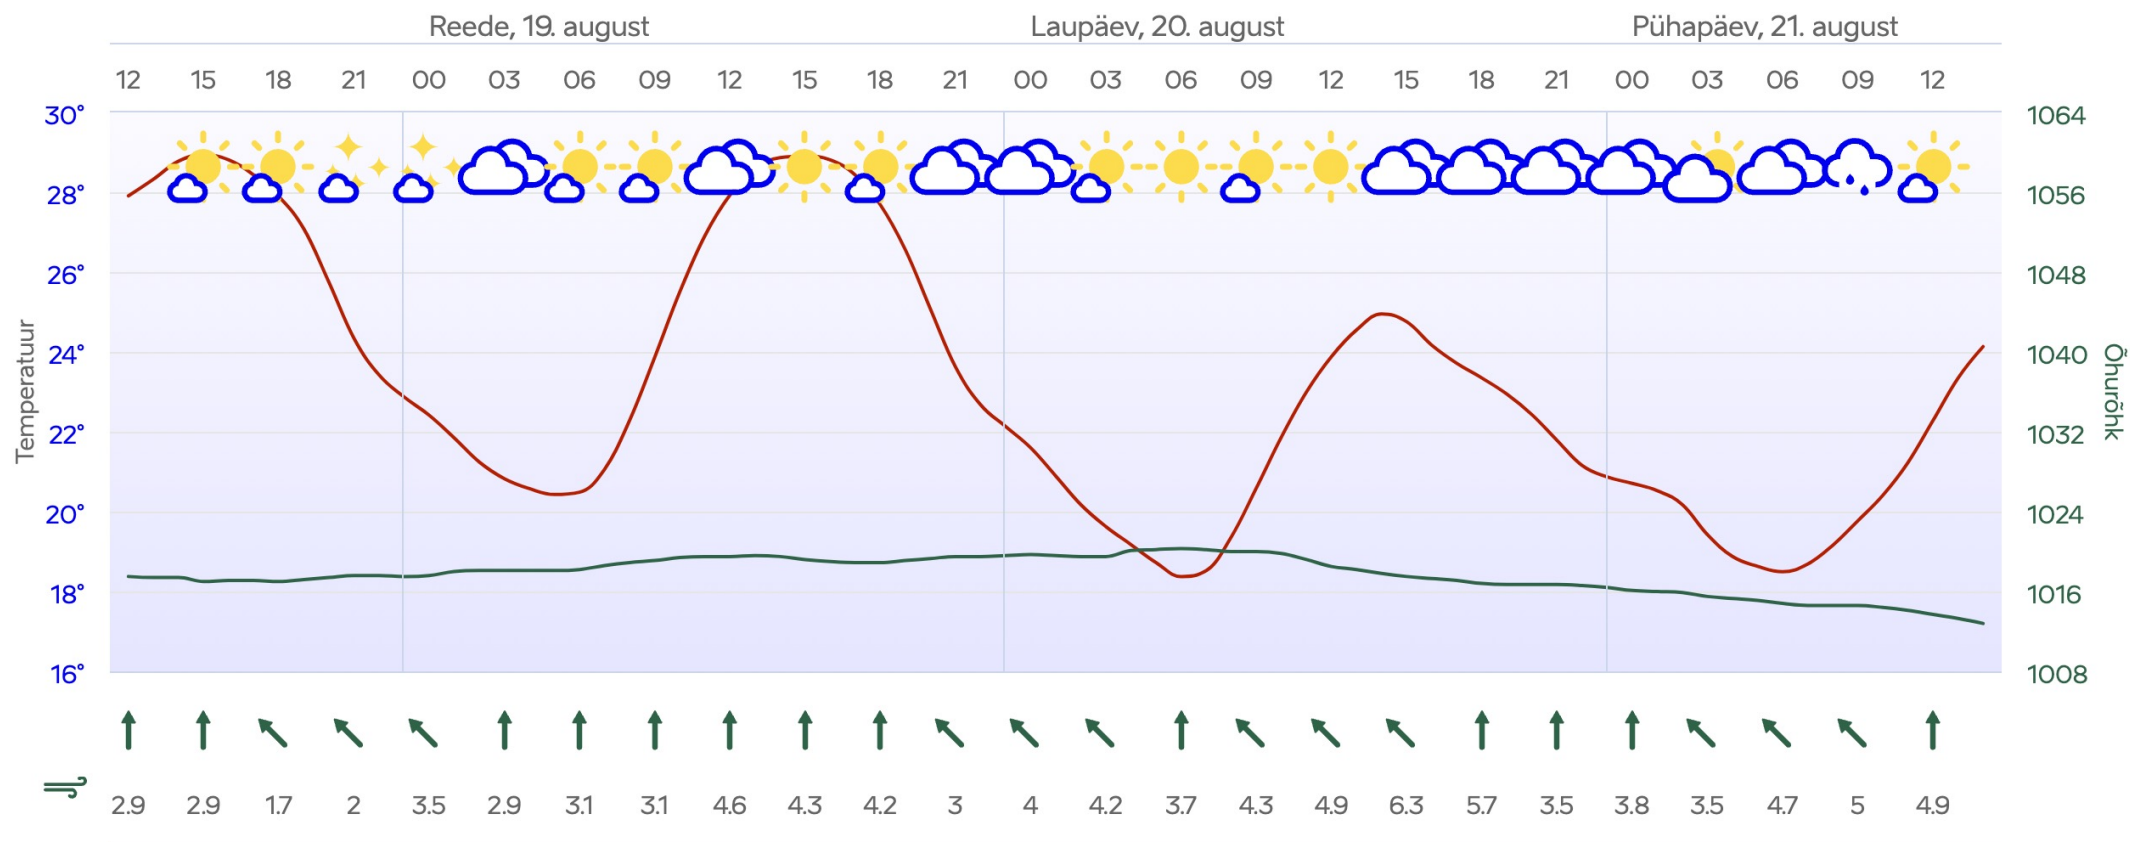 Reede, 19. august Laupäev, 20. august Pühapäev, 21. august
12 15 18 21 00 03 06 09 12 15 18 21 00 03 06 09 12 15 18 21 00 03 06 09 12
30° 1064
28° 1056
26° 1048
24° 1040
22° 1032
20° 1024
18° 1016
16° 1008
Temperatuur
Õhurõhk
2.9 2.9 1.7 2 3.5 2.9 3.1 3.1 4.6 4.3 4.2 3 4 4.2 3.7 4.3 4.9 6.3 5.7 3.5 3.8 3.5 4.7 5 4.9